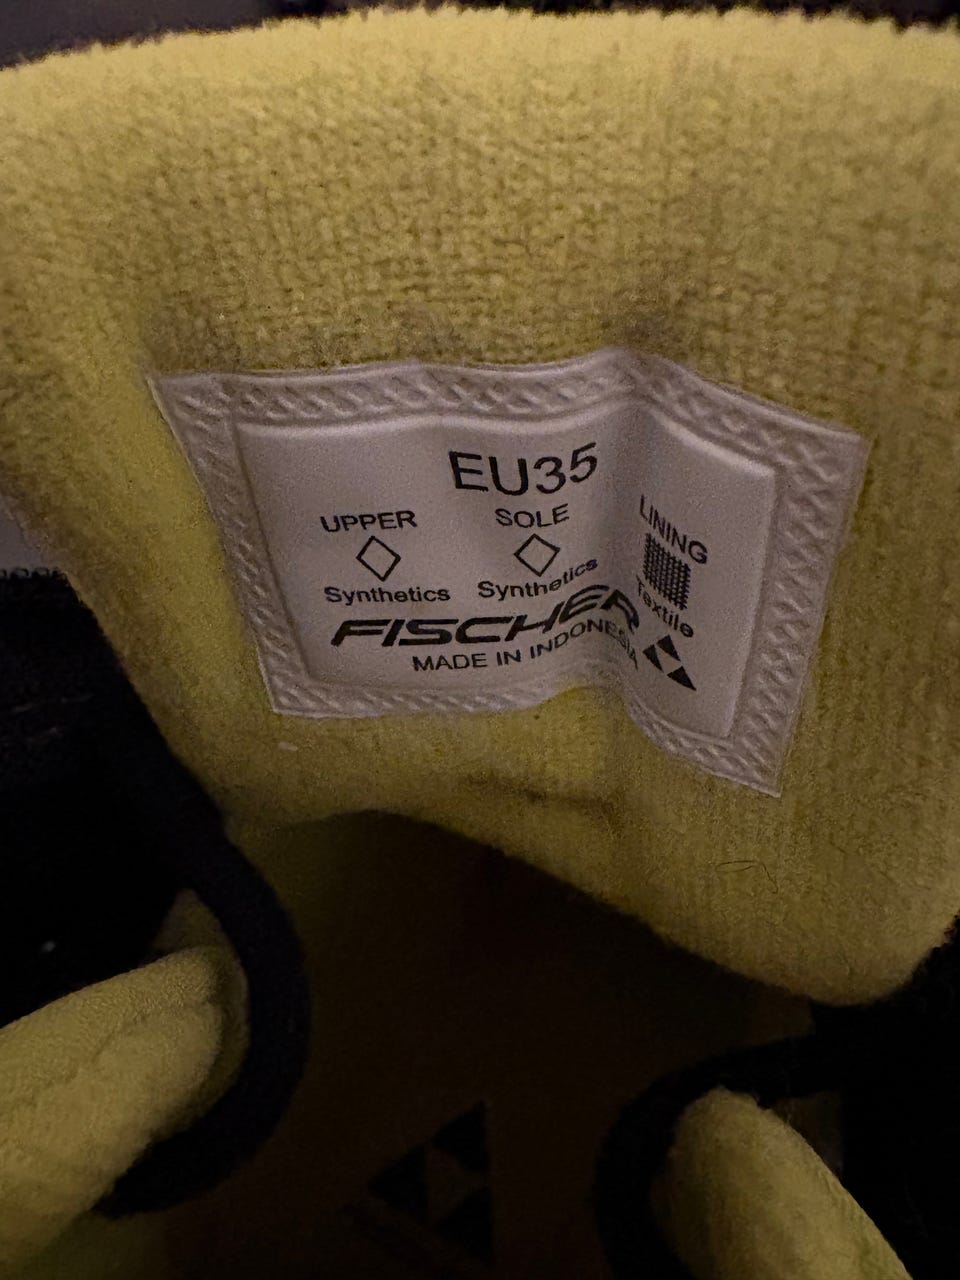 EU35
UPPER SOLE LINING
Synthetics Synthetics Textile
FISCHER
MADE IN INDONESIA